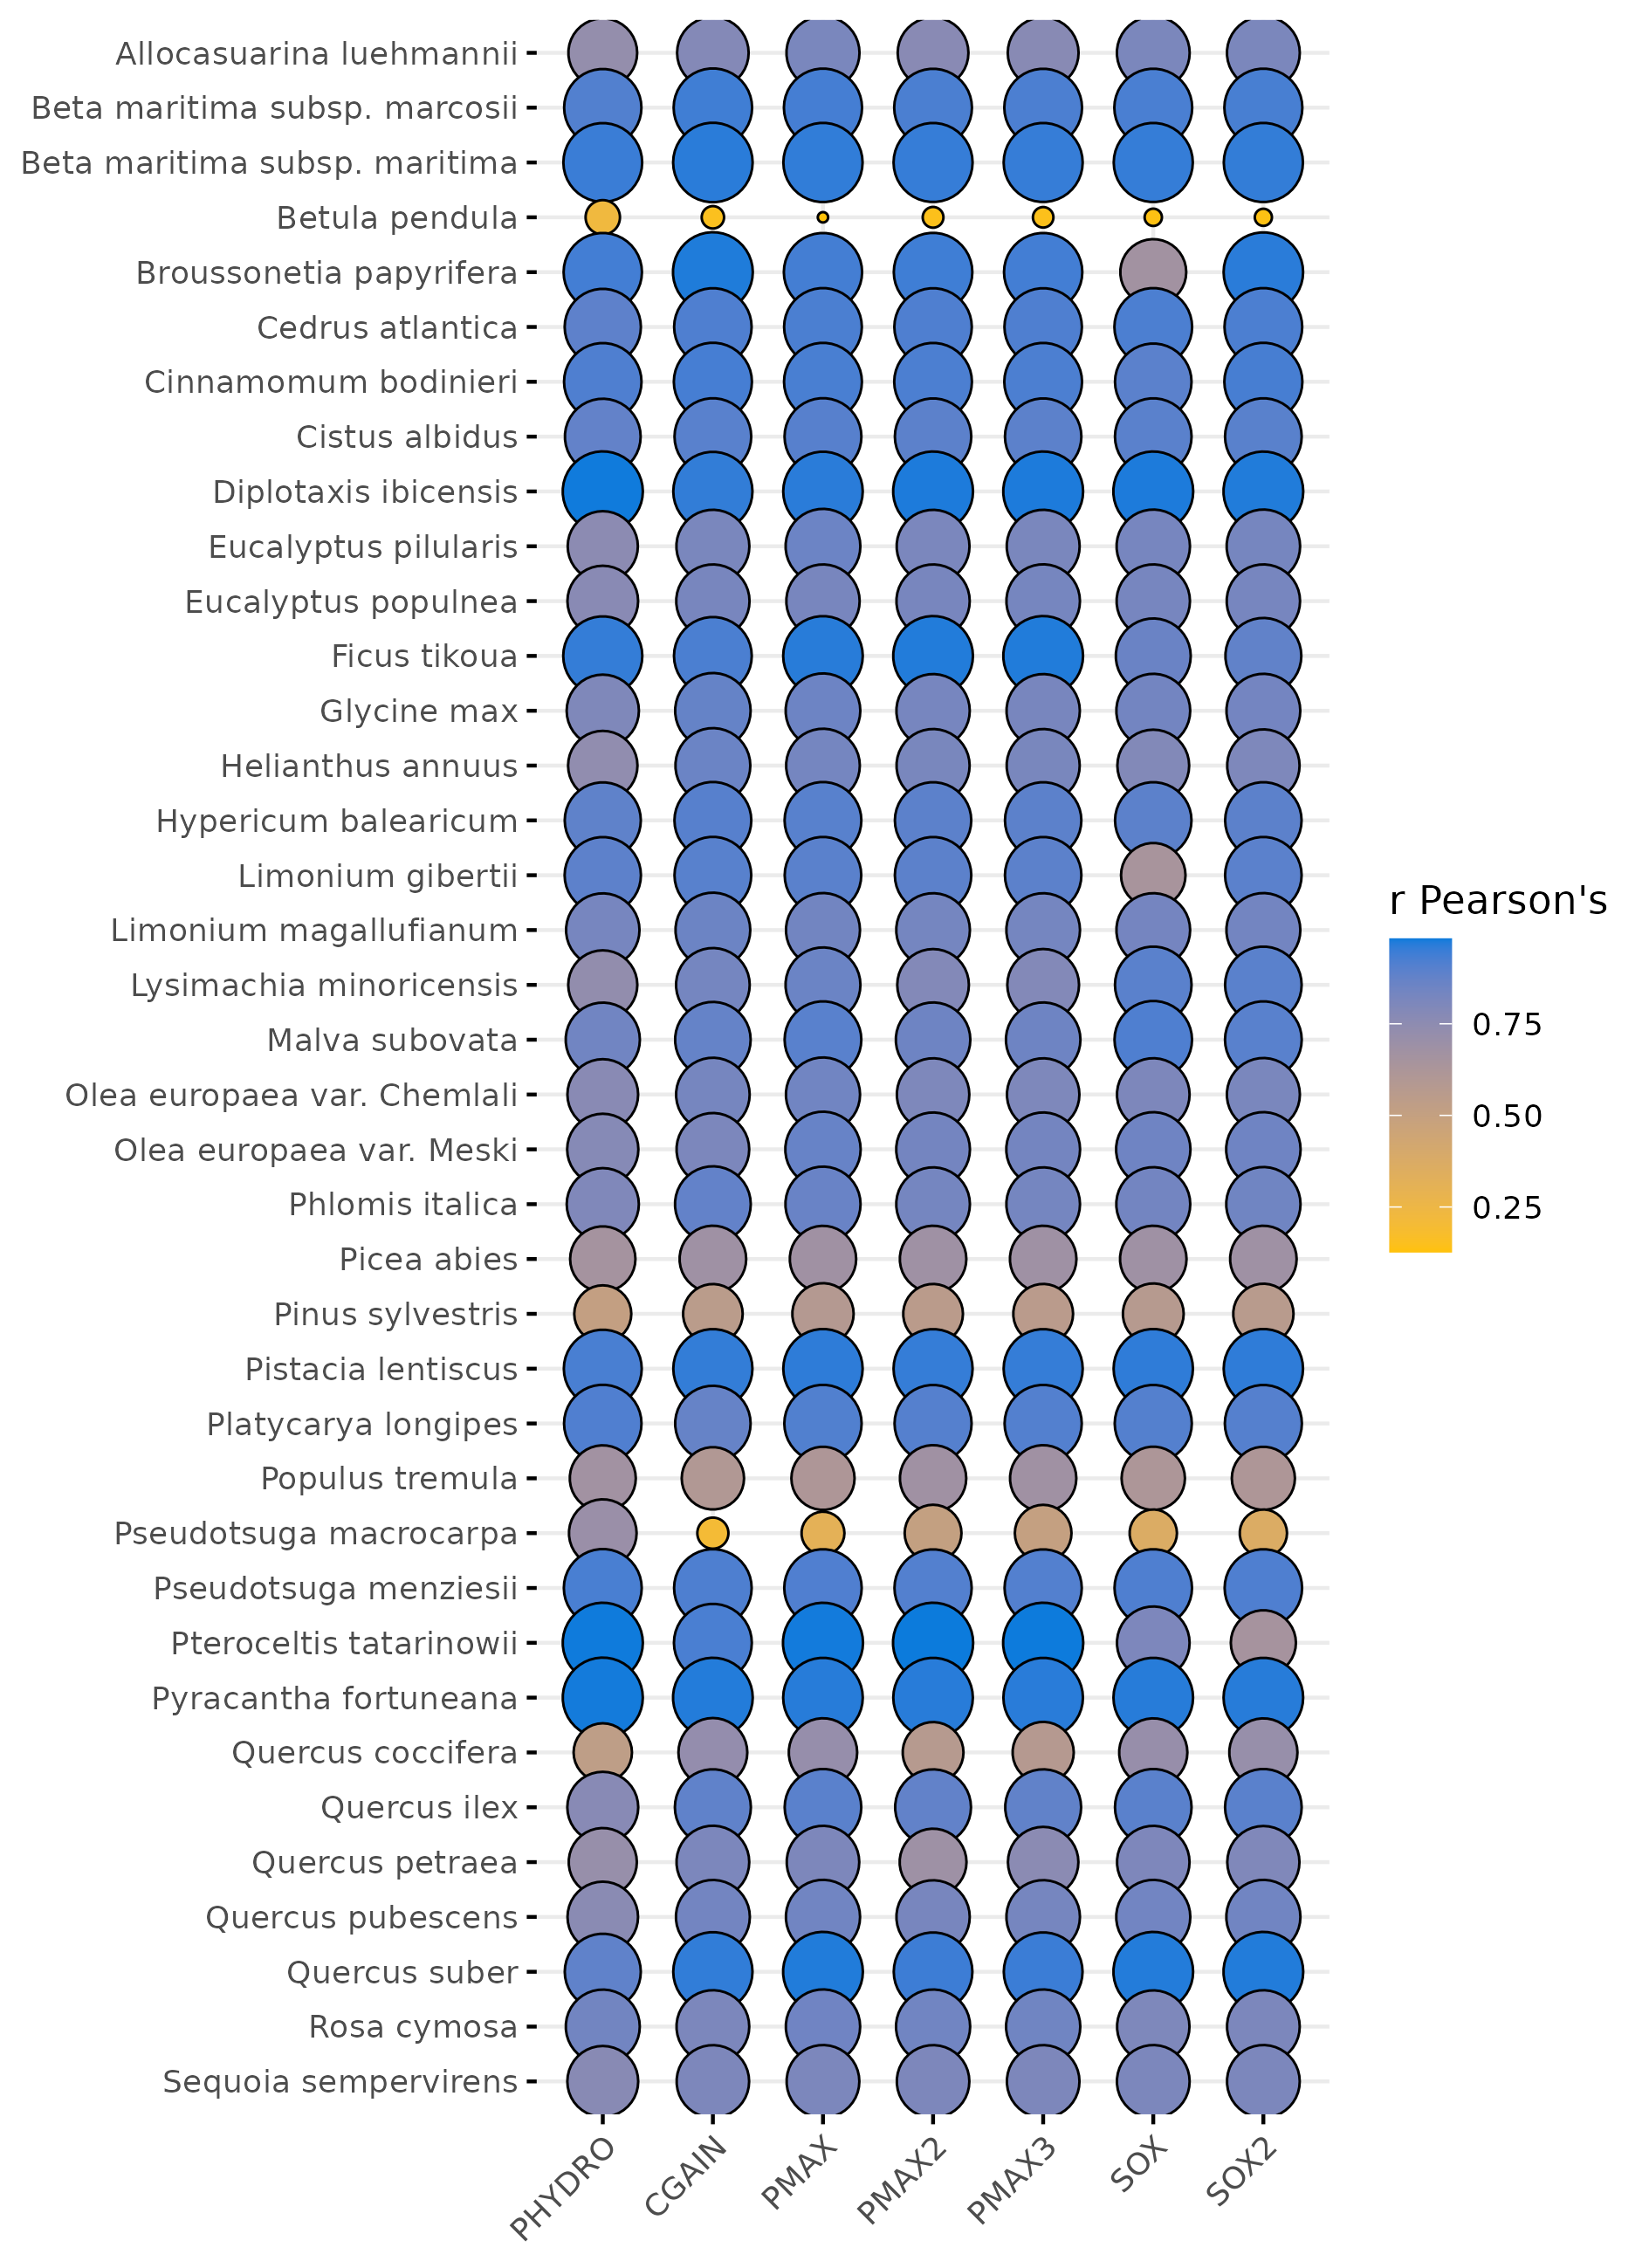 Allocasuarina luehmannii
Beta maritima subsp. marcosii
Beta maritima subsp. maritima
Betula pendula
Broussonetia papyrifera
Cedrus atlantica
Cinnamomum bodinieri
Cistus albidus
Diplotaxis ibicensis
Eucalyptus pilularis
Eucalyptus populnea
Ficus tikoua
Glycine max
Helianthus annuus
Hypericum balearicum
Limonium gibertii
Limonium magallufianum
Lysimachia minoricensis
Malva subovata
Olea europaea var. Chemlali
Olea europaea var. Meski
Phlomis italica
Picea abies
Pinus sylvestris
Pistacia lentiscus
Platycarya longipes
Populus tremula
Pseudotsuga macrocarpa
Pseudotsuga menziesii
Pteroceltis tatarinowii
Pyracantha fortuneana
Quercus coccifera
Quercus ilex
Quercus petraea
Quercus pubescens
Quercus suber
Rosa cymosa
Sequoia sempervirens
PHYDRO
CGAIN
PMAX
PMAX2
PMAX3
SOX
SOX2
r Pearson's
0.75
0.50
0.25